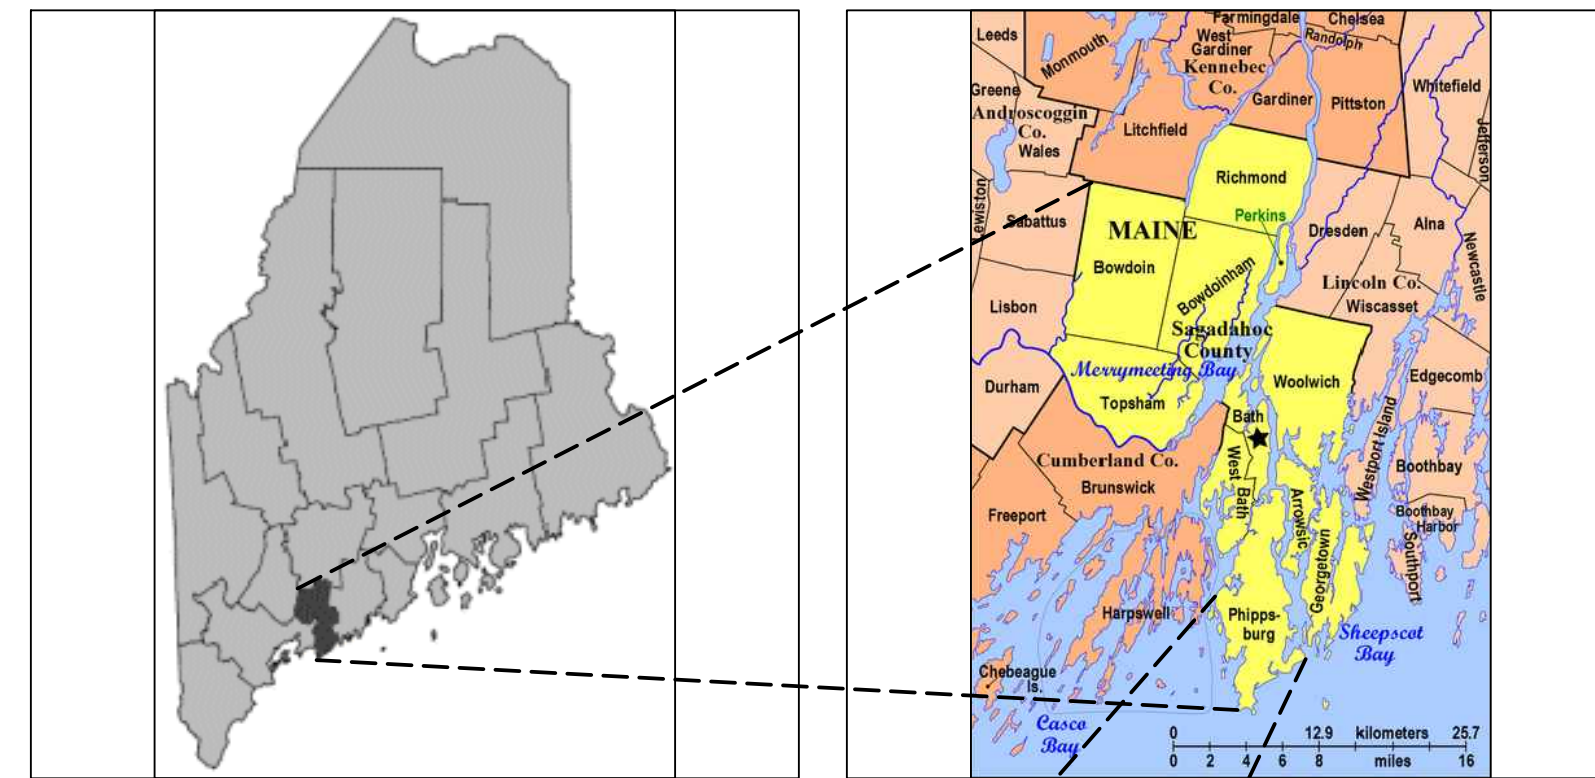 Farmingdale
Chelsea
Leeds
West
Gardiner
Randolph
Monmouth
Kennebec
Co.
Greene
Gardiner
Pittston
Whitefield
Androscoggin
Co.
Litchfield
Wales
Jefferson
Richmond
Lewiston
Sabattus
Perkins
MAINE
Dresden
Alna
Bowdoin
Bowdoinham
Newcastle
Lincoln Co.
Lisbon
Wiscasset
Sagadahoc
County
Merrymeeting Bay
Durham
Woolwich
Edgecomb
Topsham
Bath
Westport Island
Cumberland Co.
West
Bath
Boothbay
Brunswick
Arrowsic
Freeport
Boothbay
Harbor
Georgetown
Southport
Harpswell
Phipps-
burg
Sheepscot
Bay
Chebeague
Is.
Casco
Bay
0 12.9 kilometers 25.7
0 2 4 6 8 miles 16